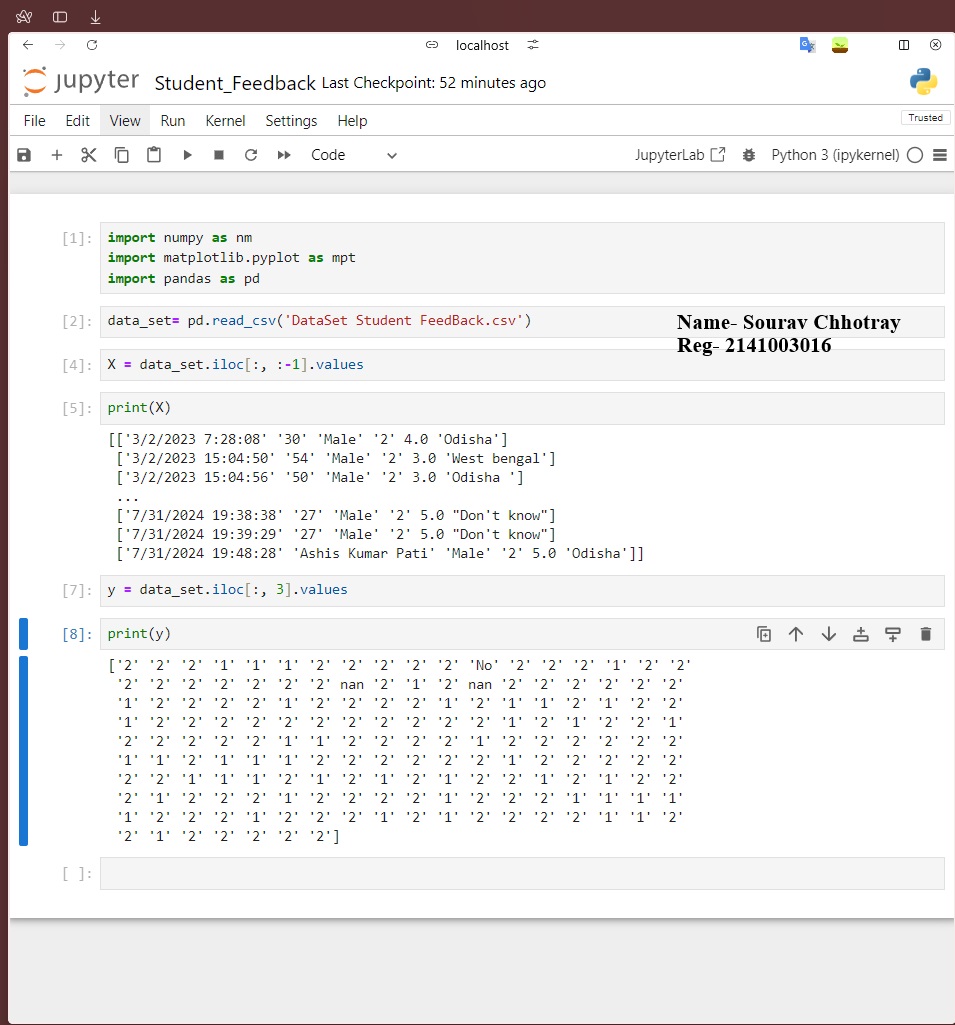 localhost
jupyter Student_Feedback Last Checkpoint: 52 minutes ago
File Edit View Run Kernel Settings Help
Trusted
Code
JupyterLab
Python 3 (ipykernel)
[1]: import numpy as nm
import matplotlib.pyplot as mpt
import pandas as pd
[2]: data_set= pd.read_csv('DataSet Student FeedBack.csv')
Name- Sourav Chhotray
Reg- 2141003016
[4]: X = data_set.iloc[:, :-1].values
[5]: print(X)
[['3/2/2023 7:28:08' '30' 'Male' '2' 4.0 'Odisha']
['3/2/2023 15:04:50' '54' 'Male' '2' 3.0 'West bengal']
['3/2/2023 15:04:56' '50' 'Male' '2' 3.0 'Odisha ']
...
['7/31/2024 19:38:38' '27' 'Male' '2' 5.0 "Don't know"]
['7/31/2024 19:39:29' '27' 'Male' '2' 5.0 "Don't know"]
['7/31/2024 19:48:28' 'Ashis Kumar Pati' 'Male' '2' 5.0 'Odisha']]
[7]: y = data_set.iloc[:, 3].values
[8]: print(y)
['2' '2' '2' '1' '1' '1' '2' '2' '2' '2' '2' 'No' '2' '2' '2' '1' '2' '2'
'2' '2' '2' '2' '2' '2' '2' nan '2' '1' '2' nan '2' '2' '2' '2' '2' '2'
'1' '2' '2' '2' '2' '1' '2' '2' '2' '2' '1' '2' '1' '1' '2' '1' '2' '2'
'1' '2' '2' '2' '2' '2' '2' '2' '2' '2' '2' '2' '1' '2' '1' '2' '2' '1'
'2' '2' '2' '2' '2' '1' '1' '2' '2' '2' '2' '1' '2' '2' '2' '2' '2' '2'
'1' '1' '2' '1' '1' '1' '2' '2' '2' '2' '2' '2' '2' '1' '2' '2' '2' '2' '2'
'2' '2' '1' '1' '1' '2' '1' '2' '1' '2' '1' '2' '2' '1' '2' '1' '2' '2'
'2' '1' '2' '2' '2' '1' '2' '2' '2' '2' '1' '2' '2' '2' '1' '1' '1' '1'
'1' '2' '2' '2' '1' '2' '2' '2' '1' '2' '1' '2' '2' '2' '2' '1' '1' '2'
'2' '1' '2' '2' '2' '2' '2']
[ ]: